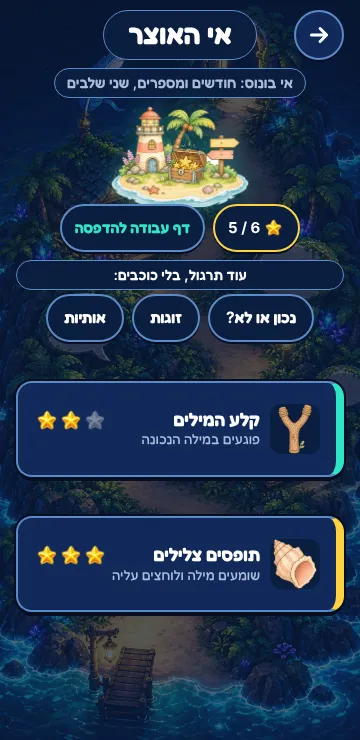 אי האוצר
אי בונוס: חודשים ומספרים, שני שלבים
5 / 6
דף עבודה להדפסה
עוד תרגול, בלי כוכבים:
נכון או לא?
זוגות
אותיות
קלע המילים
פוגעים במילה הנכונה
תופסים צלילים
שומעים מילה ולוחצים עליה